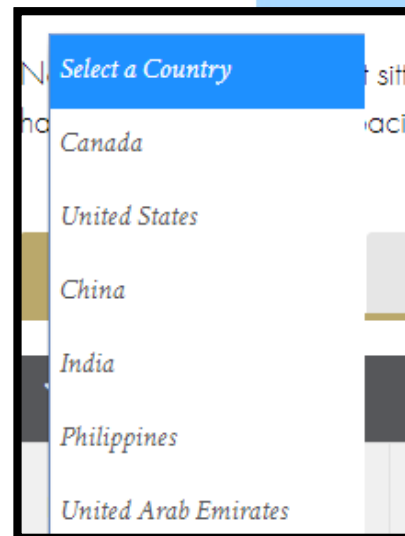 Select a Country
Canada
United States
China
India
Philippines
United Arab Emirates